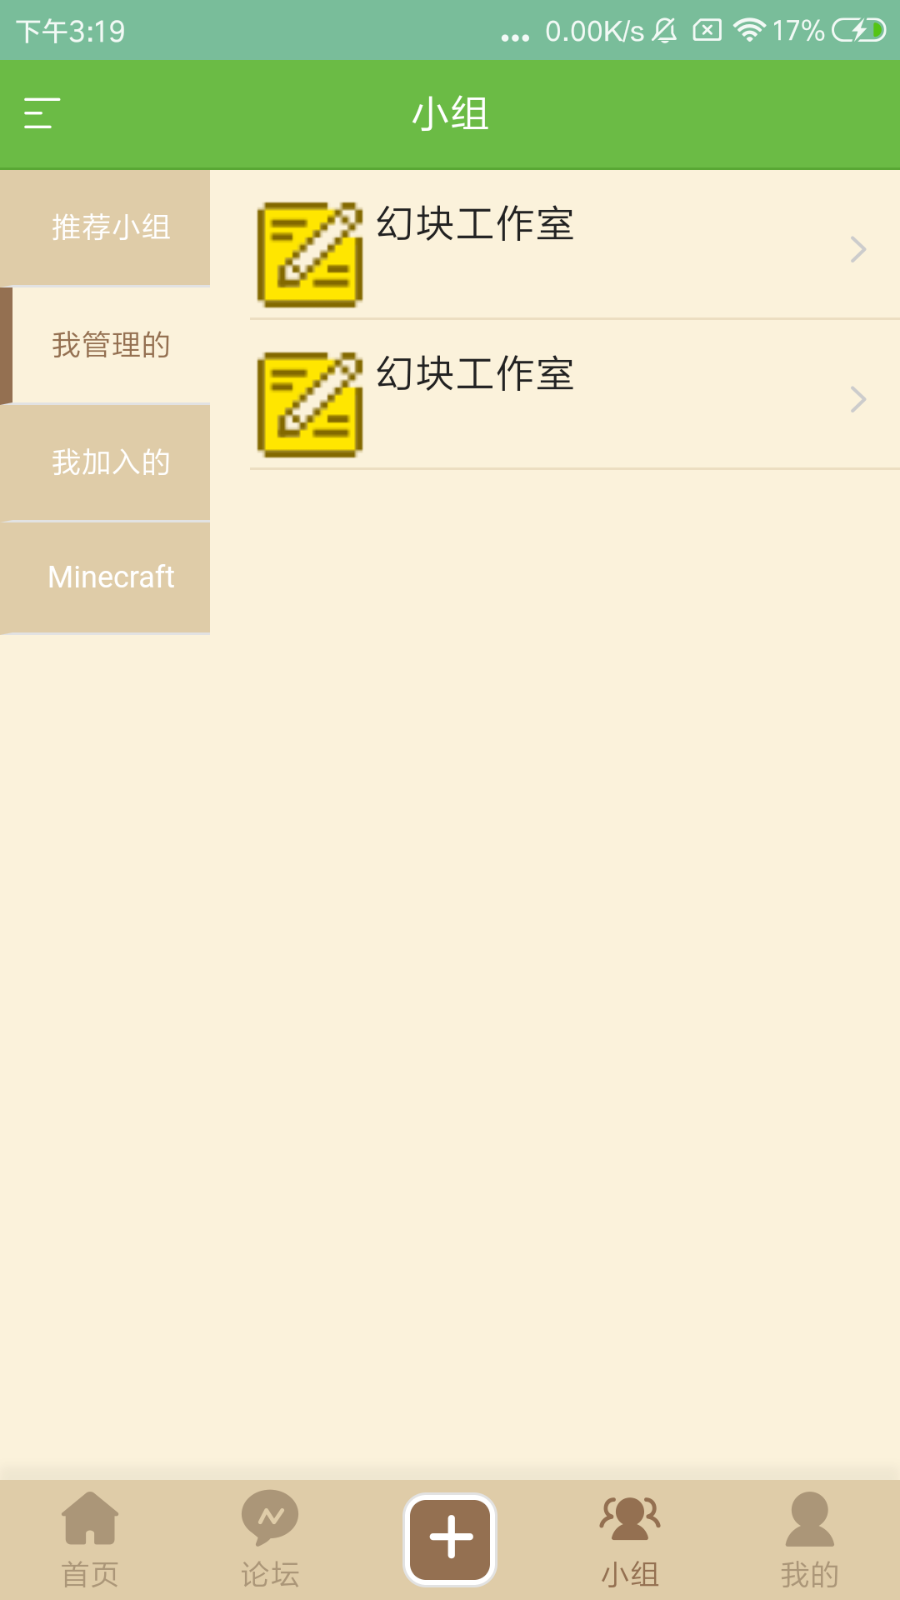 下午3:19
... 0.00K/s 17%
小组
推荐小组
我管理的
我加入的
Minecraft
幻块工作室
幻块工作室
首页
论坛
小组
我的